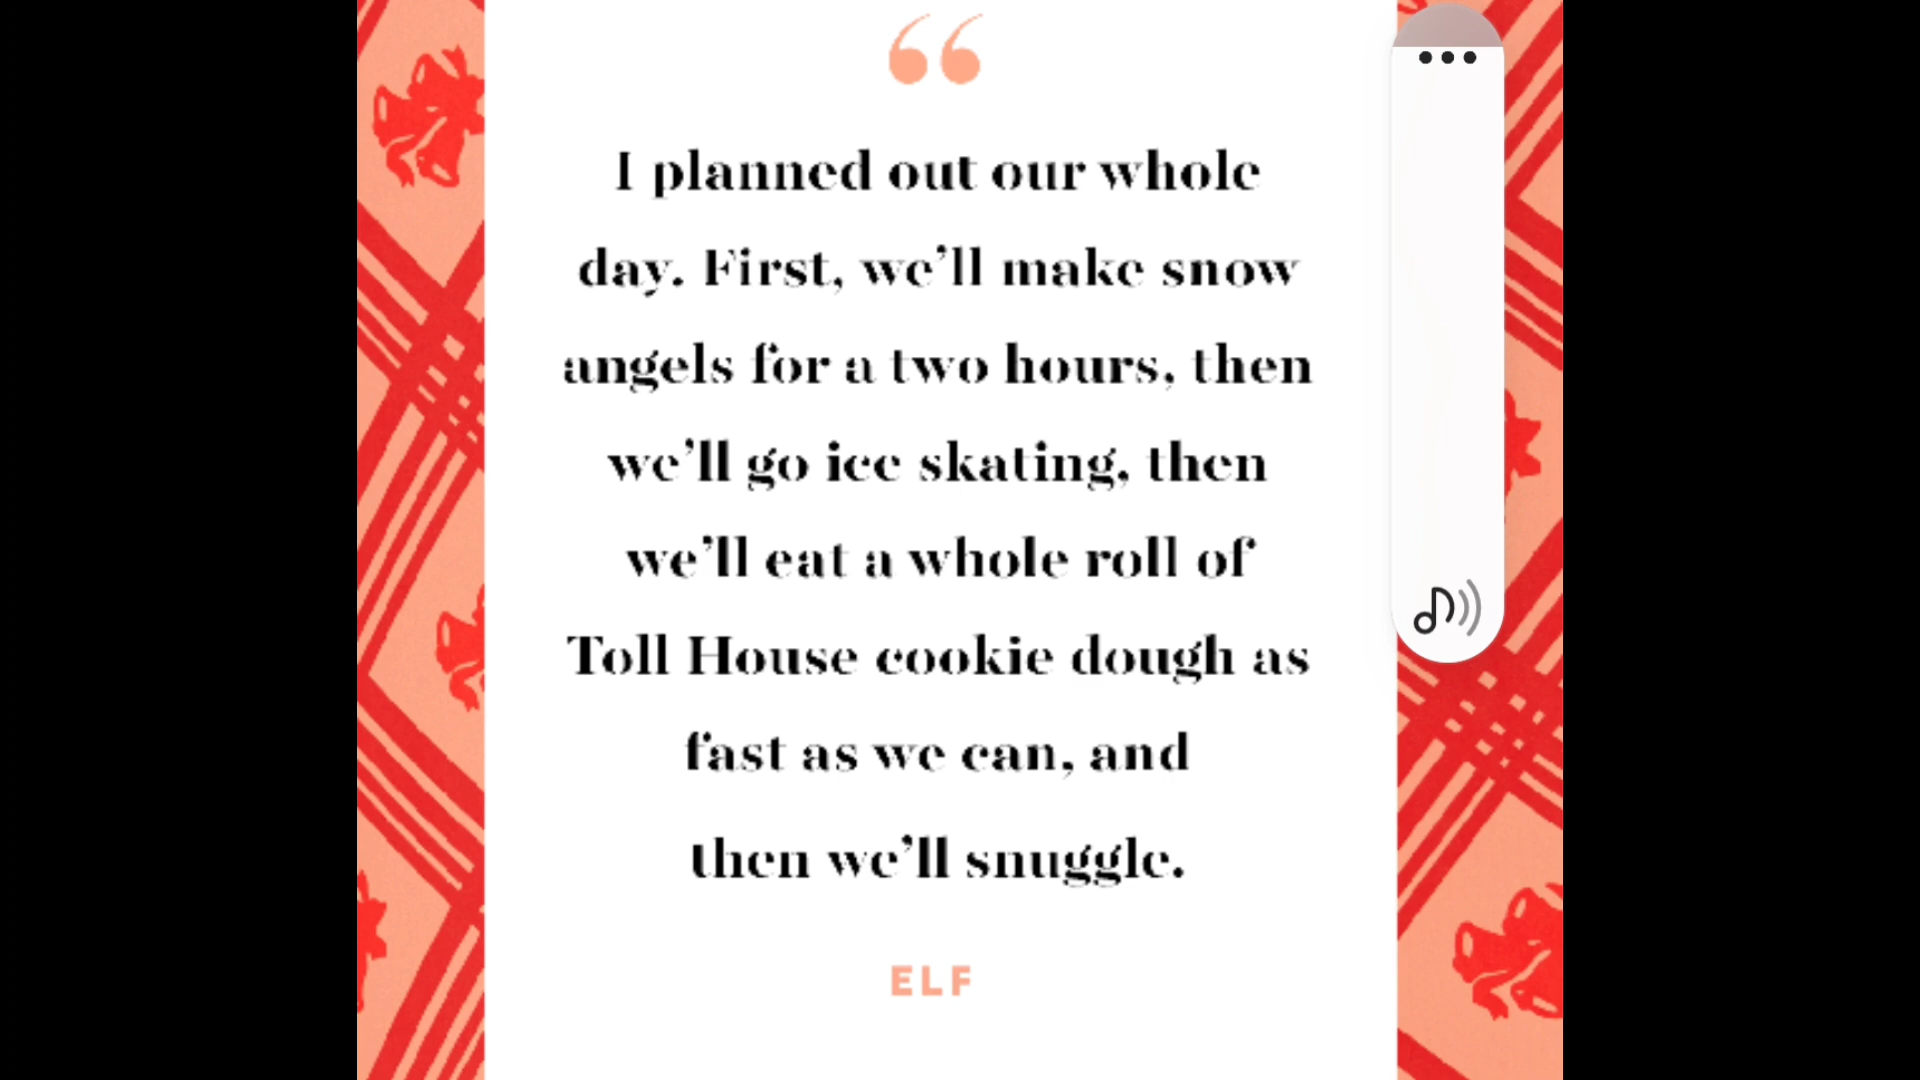 “
I planned out our whole
day. First, we’ll make snow
angels for a two hours, then
we’ll go ice skating, then
we’ll eat a whole roll of
Toll House cookie dough as
fast as we can, and
then we’ll snuggle.
ELF